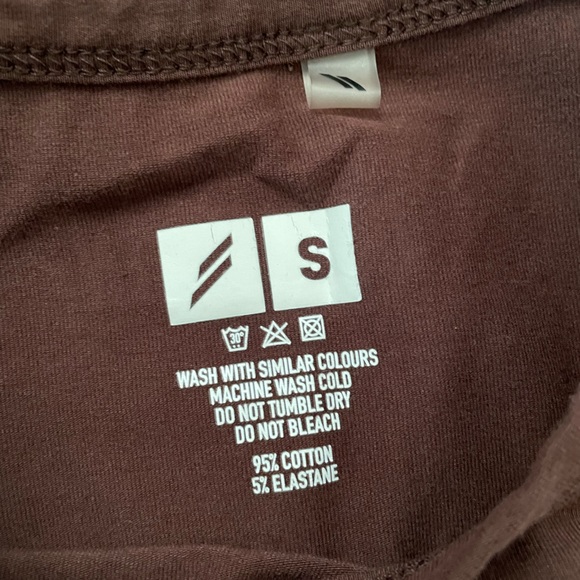 S
30°
WASH WITH SIMILAR COLOURS
MACHINE WASH COLD
DO NOT TUMBLE DRY
DO NOT BLEACH
95% COTTON
5% ELASTANE